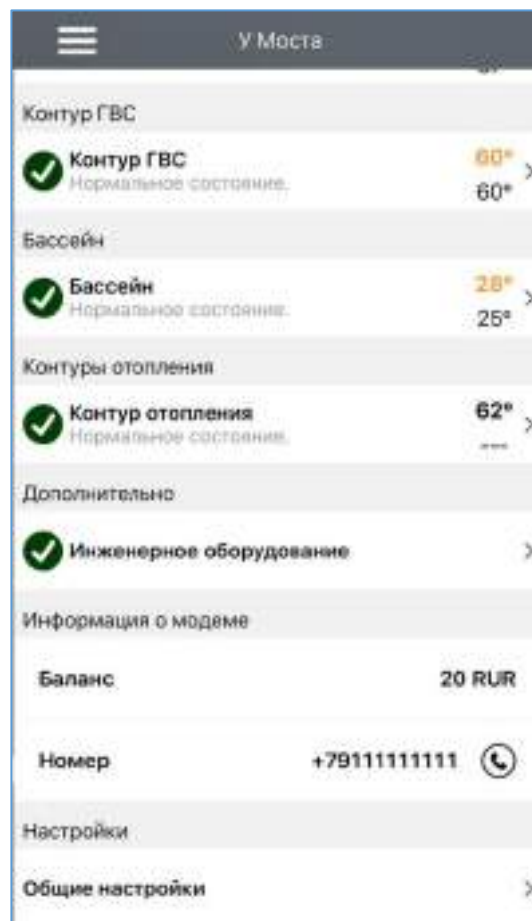 У Моста
Контур ГВС
Контур ГВС
60°
Нормальное состояние.
60°
Бассейн
Бассейн
28°
Нормальное состояние.
25°
Контуры отопления
Контур отопления
62°
Нормальное состояние.
---
Дополнительно
Инженерное оборудование
Информация о модеме
Баланс
20 RUR
Номер
+79111111111
Настройки
Общие настройки